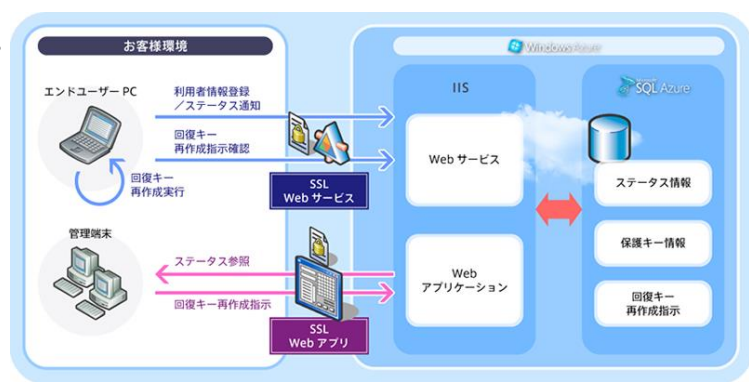 お客様環境
Windows Azure
エンドユーザー PC
利用者情報登録
／ステータス通知
回復キー
再作成指示確認
回復キー
再作成実行
SSL
Web サービス
管理端末
ステータス参照
回復キー再作成指示
SSL
Web アプリ
IIS
Web サービス
Web
アプリケーション
Microsoft
SQL Azure
ステータス情報
保護キー情報
回復キー
再作成指示